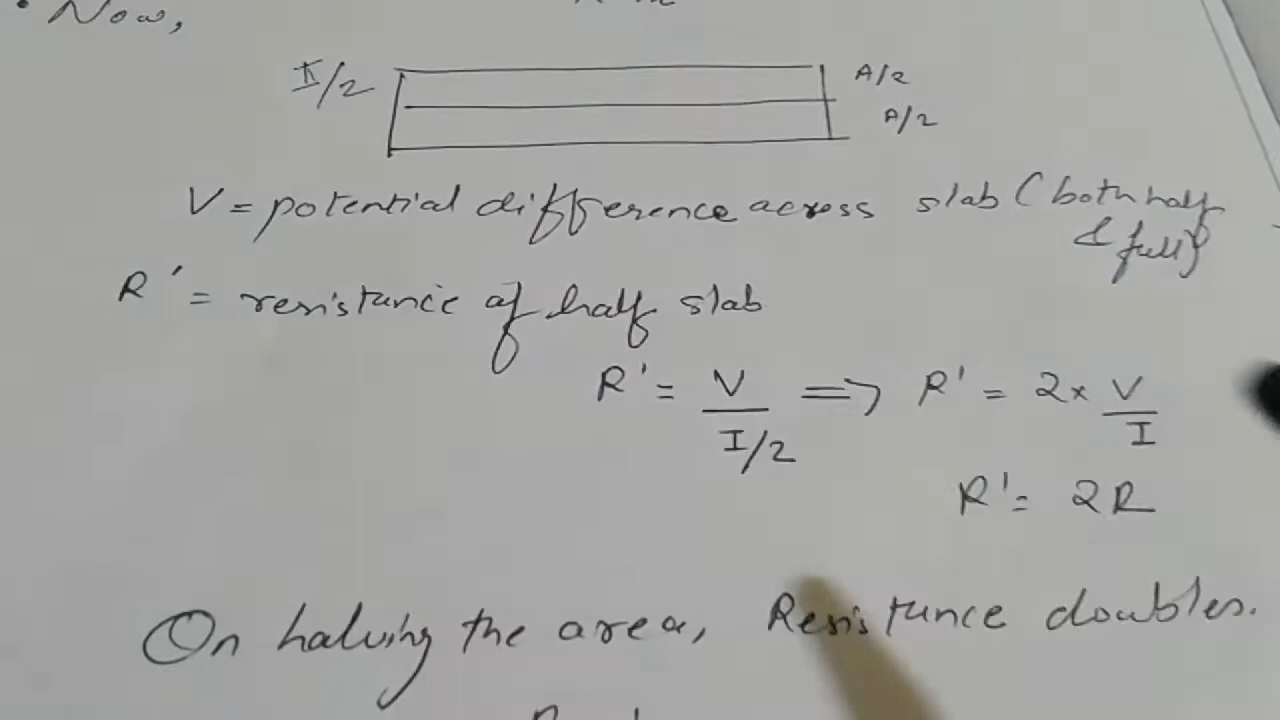 • Now,
I/2
A/2
A/2
V = potential difference across slab (both half
& full)
R' = resistance of half slab
R' = V / I/2 => R' = 2 x V / I
R' = 2R
On halving the area, Resistance doubles.